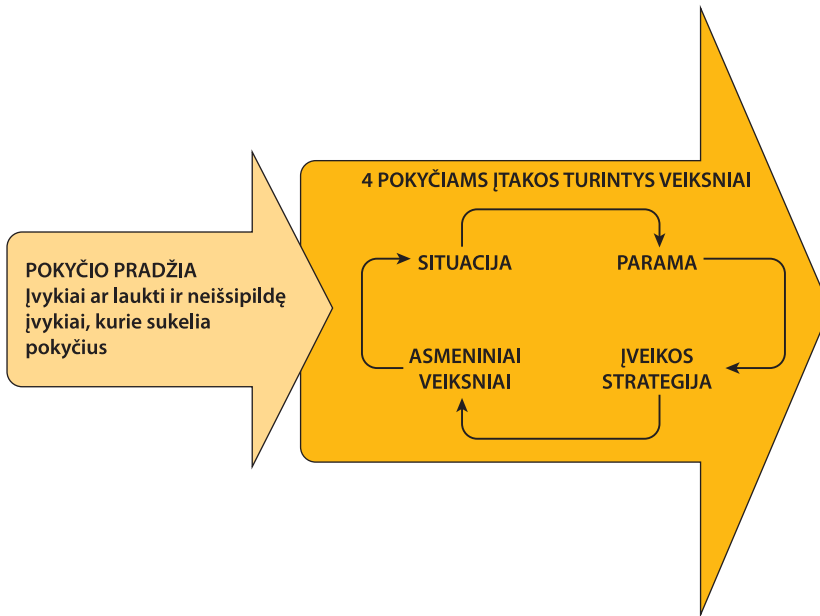 4 POKYČIAMS ĮTAKOS TURINTYS VEIKSNIAI
POKYČIO PRADŽIA
Įvykiai ar laukti ir neišsipildę
įvykiai, kurie sukelia
pokyčius
SITUACIJA
PARAMA
ASMENINIAI
VEIKSNIAI
ĮVEIKOS
STRATEGIJA